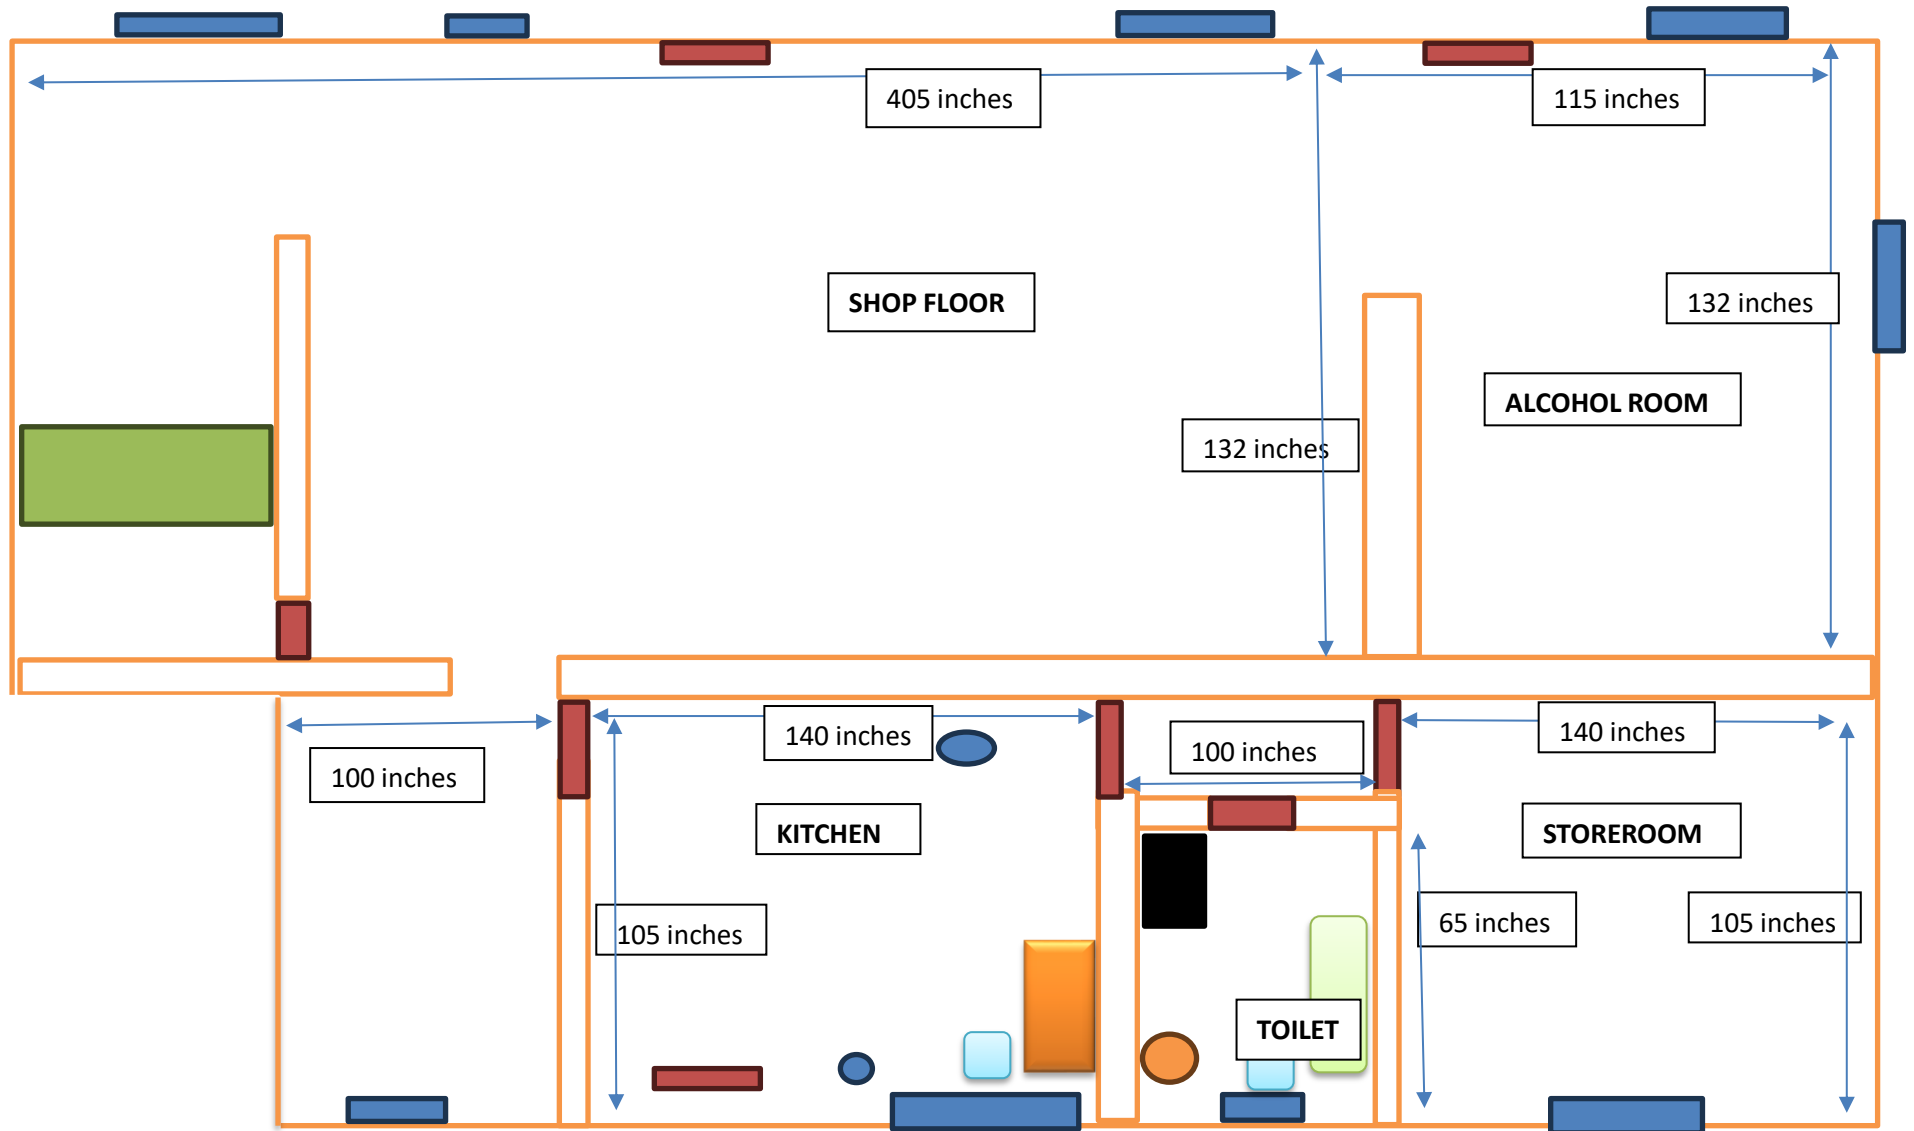 405 inches
115 inches
SHOP FLOOR
132 inches
ALCOHOL ROOM
132 inches
140 inches
100 inches
140 inches
100 inches
KITCHEN
STOREROOM
105 inches
65 inches
105 inches
TOILET